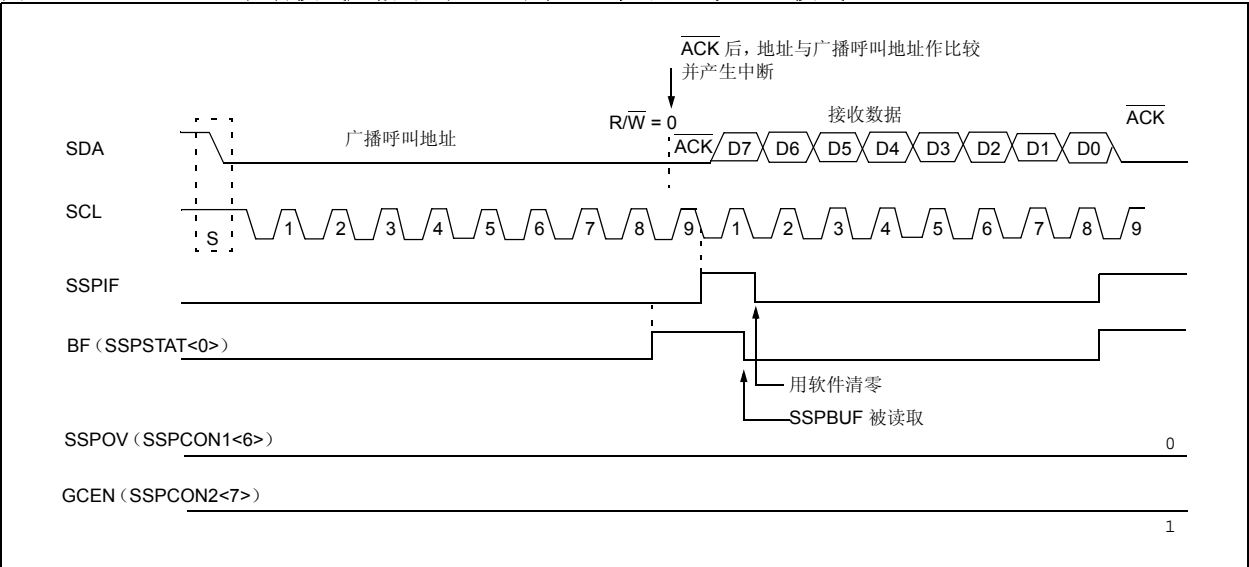 ACK 后，地址与广播呼叫地址作比较
并产生中断
R/W = 0
接收数据
ACK
SDA
广播呼叫地址
ACK
D7 D6 D5 D4 D3 D2 D1 D0
SCL
S
1 2 3 4 5 6 7 8 9 1 2 3 4 5 6 7 8 9
SSPIF
BF（SSPSTAT<0>）
用软件清零
SSPBUF 被读取
SSPOV（SSPCON1<6>）
0
GCEN（SSPCON2<7>）
1